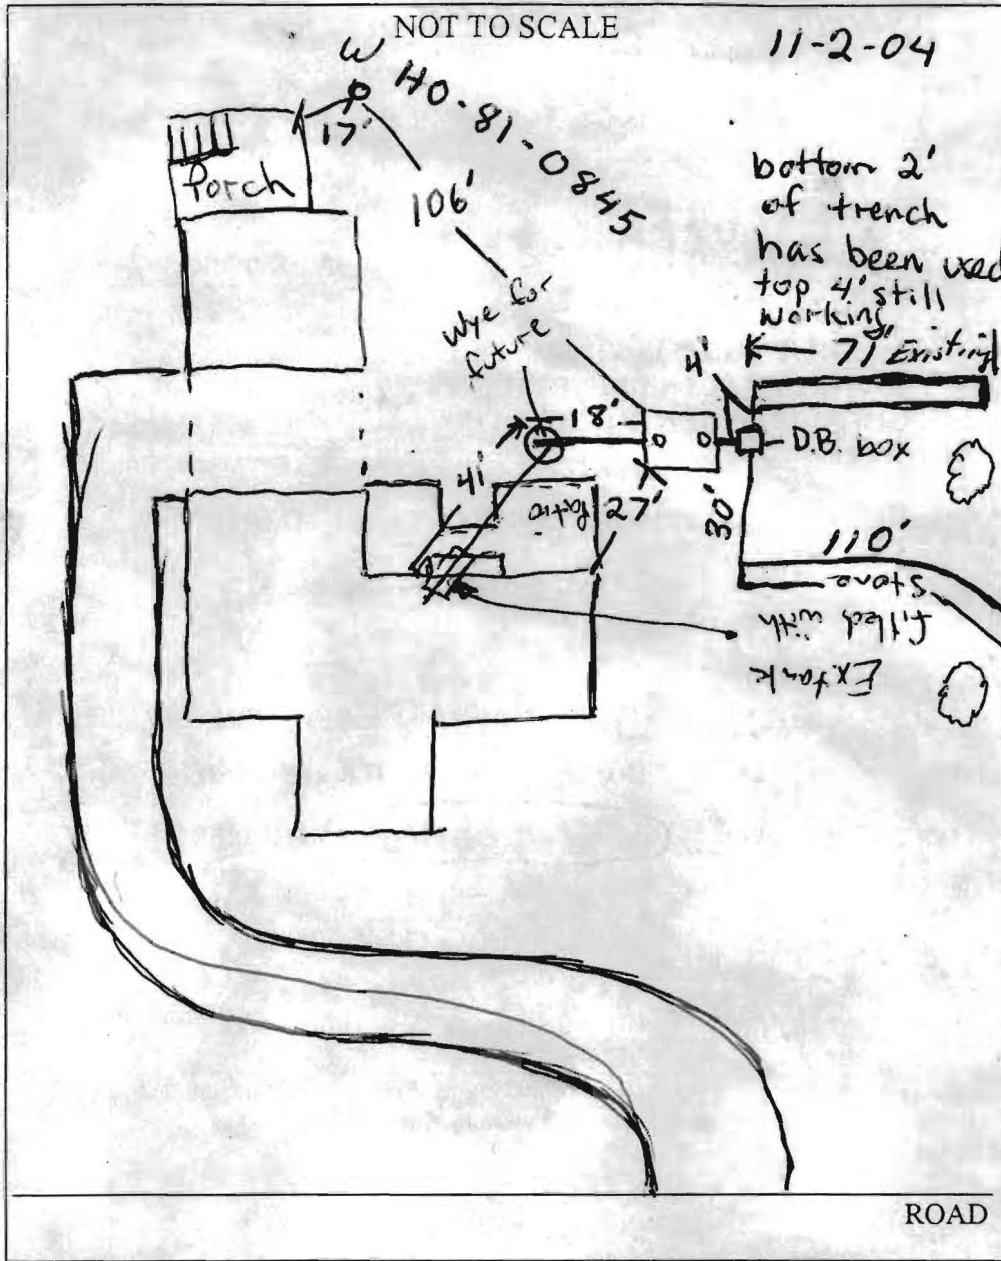 NOT TO SCALE
11-2-04
W
HO-81-0845
17'
Porch
106'
bottom 2'
of trench
has been used
top 4' still
working
71' Existing
Wye for
future
4'
18'
D.B. box
41'
Patio
27'
30'
110'
Stone
filled with
Ex tank
ROAD